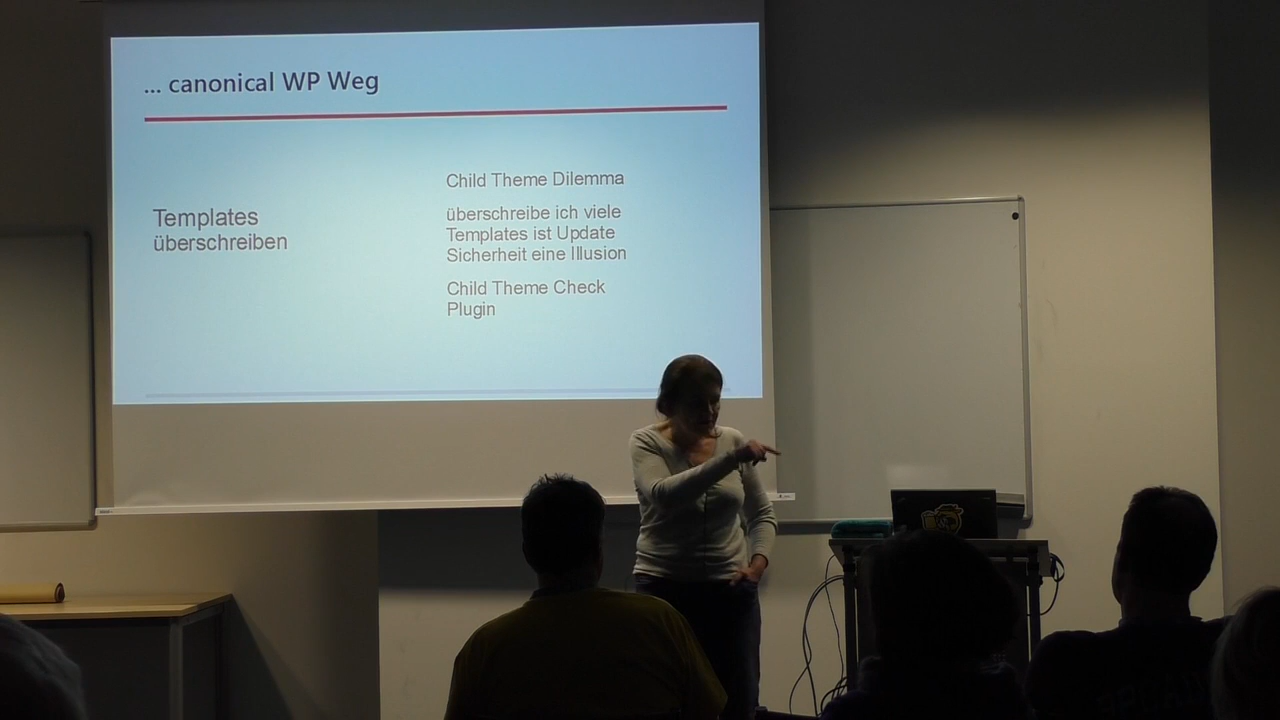 ... canonical WP Weg
Templates
überschreiben
Child Theme Dilemma
überschreibe ich viele
Templates ist Update
Sicherheit eine Illusion
Child Theme Check
Plugin